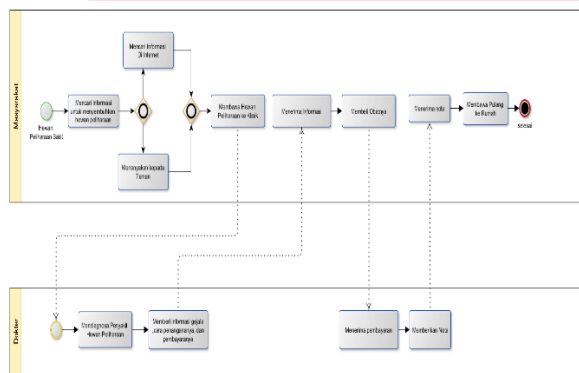 Masyarakat
Hewan
Peliharaan Sakit
Mencari Informasi
untuk menyembuhkan
hewan peliharaan
Mencari Informasi
Di Internet
Menanyakan kepada
Teman
Membawa Hewan
Peliharaan ke Klinik
Menerima Informasi
Membeli Obatnya
Menerima nota
Membawa Pulang
ke Rumah
selesai
Dokter
Mendiagnosa Penyakit
Hewan Peliharaan
Memberi informasi gejala
,cara penanganannya, dan
pembayaranya
Menerima pembayaran
Memberikan Nota